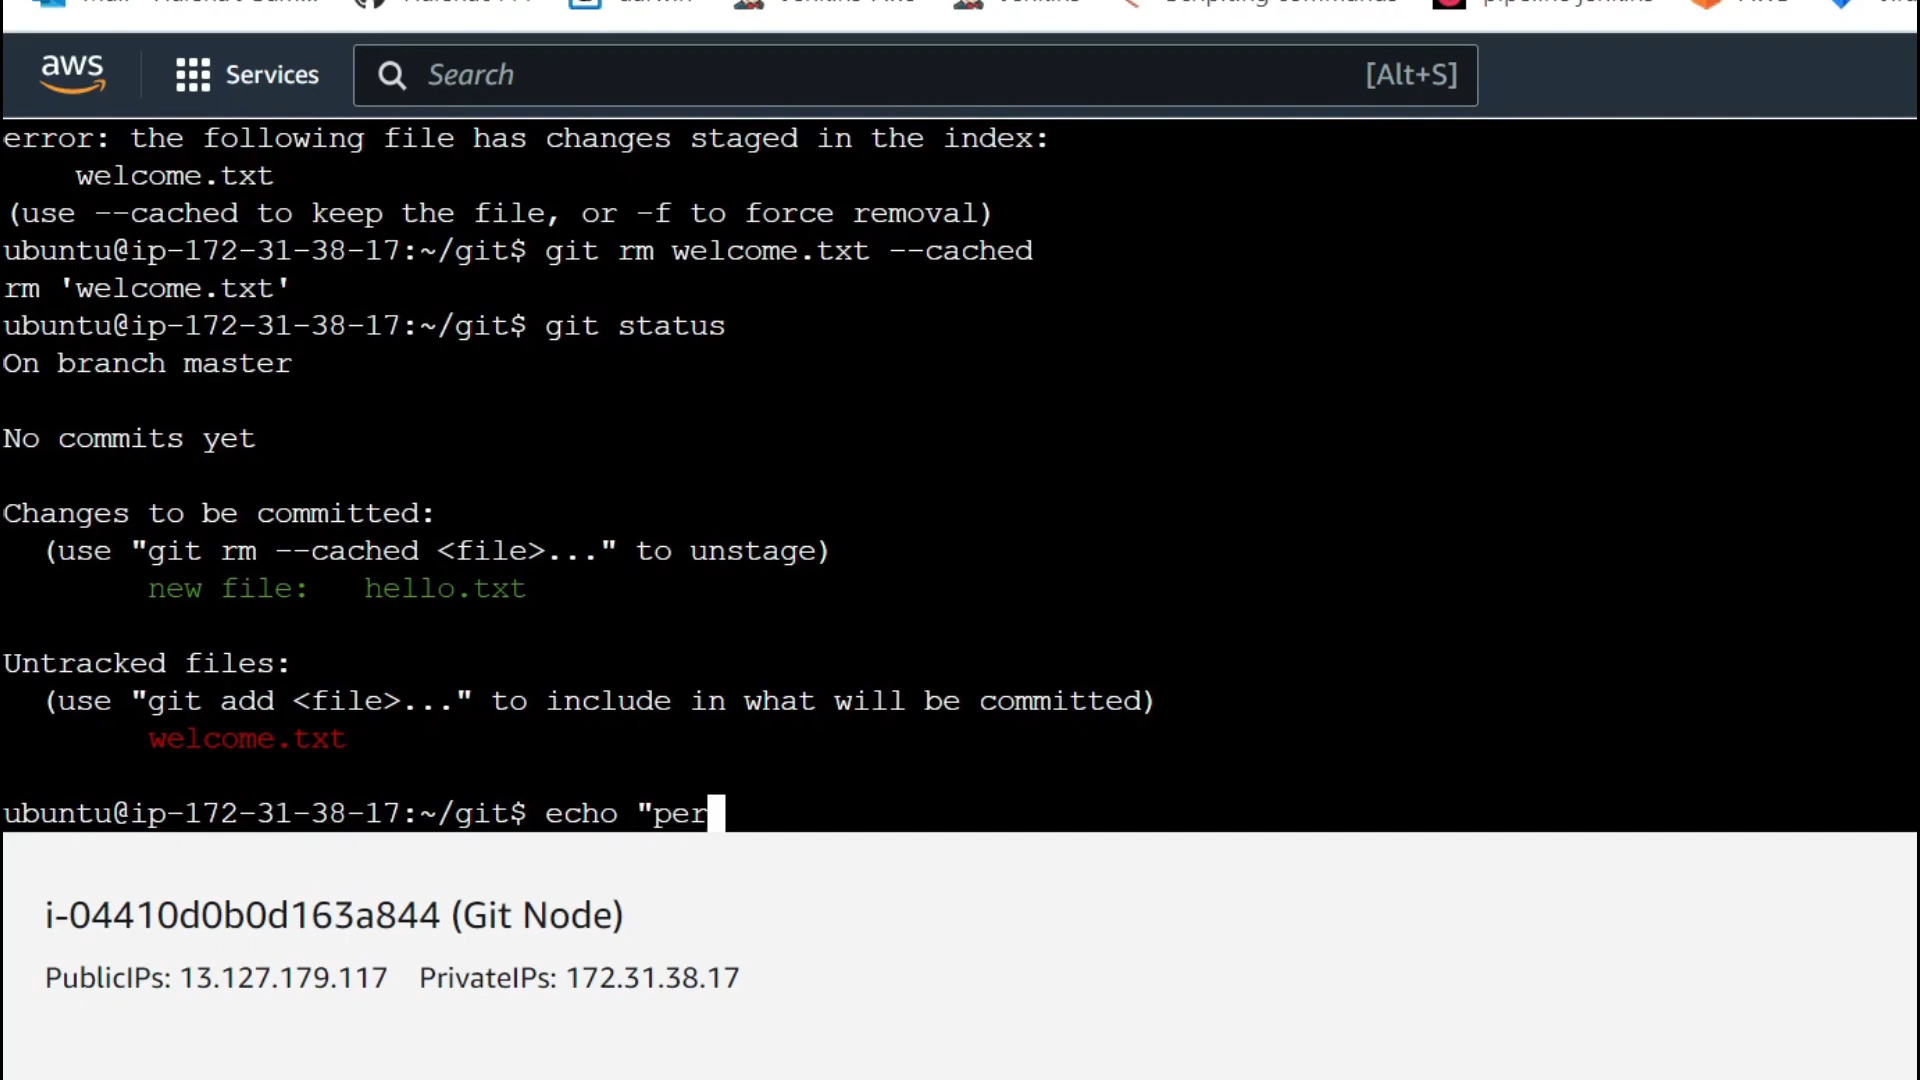 aws Services Search [Alt+S]
error: the following file has changes staged in the index:
    welcome.txt
(use --cached to keep the file, or -f to force removal)
ubuntu@ip-172-31-38-17:~/git$ git rm welcome.txt --cached
rm 'welcome.txt'
ubuntu@ip-172-31-38-17:~/git$ git status
On branch master
No commits yet
Changes to be committed:
  (use "git rm --cached <file>..." to unstage)
        new file:   hello.txt
Untracked files:
  (use "git add <file>..." to include in what will be committed)
        welcome.txt
ubuntu@ip-172-31-38-17:~/git$ echo "per
i-04410d0b0d163a844 (Git Node)
PublicIPs: 13.127.179.117 PrivateIPs: 172.31.38.17